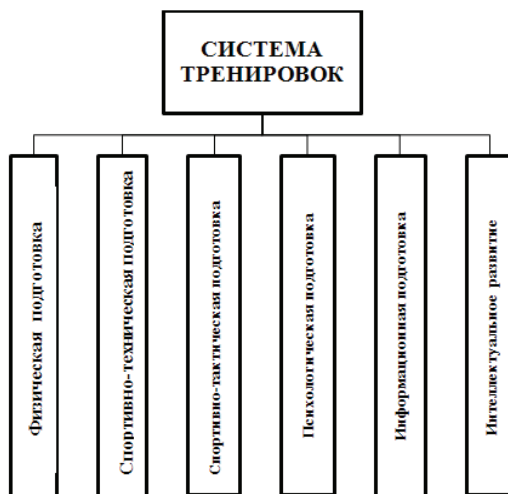 СИСТЕМА
ТРЕНИРОВОК
Физическая подготовка
Спортивно-техническая подготовка
Спортивно-тактическая подготовка
Психологическая подготовка
Информационная подготовка
Интеллектуальное развитие